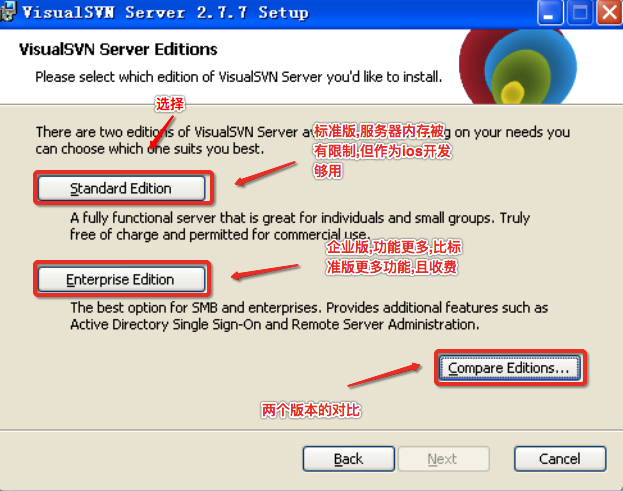 VisualSVN Server 2.7.7 Setup
VisualSVN Server Editions
Please select which edition of VisualSVN Server you'd like to install.
选择
There are two editions of VisualSVN Server av
g on your needs you
can choose which one suits you best.
标准版,服务器内存被
有限制,但作为ios开发
够用
Standard Edition
A fully functional server that is great for individuals and small groups. Truly
free of charge and permitted for commercial use.
企业版,功能更多,比标
准版更多功能,且收费
Enterprise Edition
The best option for SMB and enterprises. Provides additional features such as
Active Directory Single Sign-On and Remote Server Administration.
Compare Editions...
两个版本的对比
Back
Next
Cancel